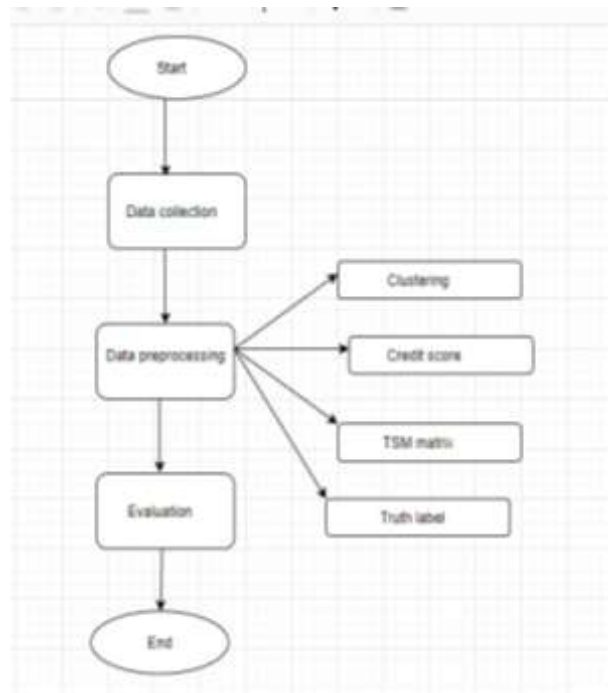 Start
Data collection
Clustering
Data preprocessing
Credit score
TSM matrix
Evaluation
Truth label
End